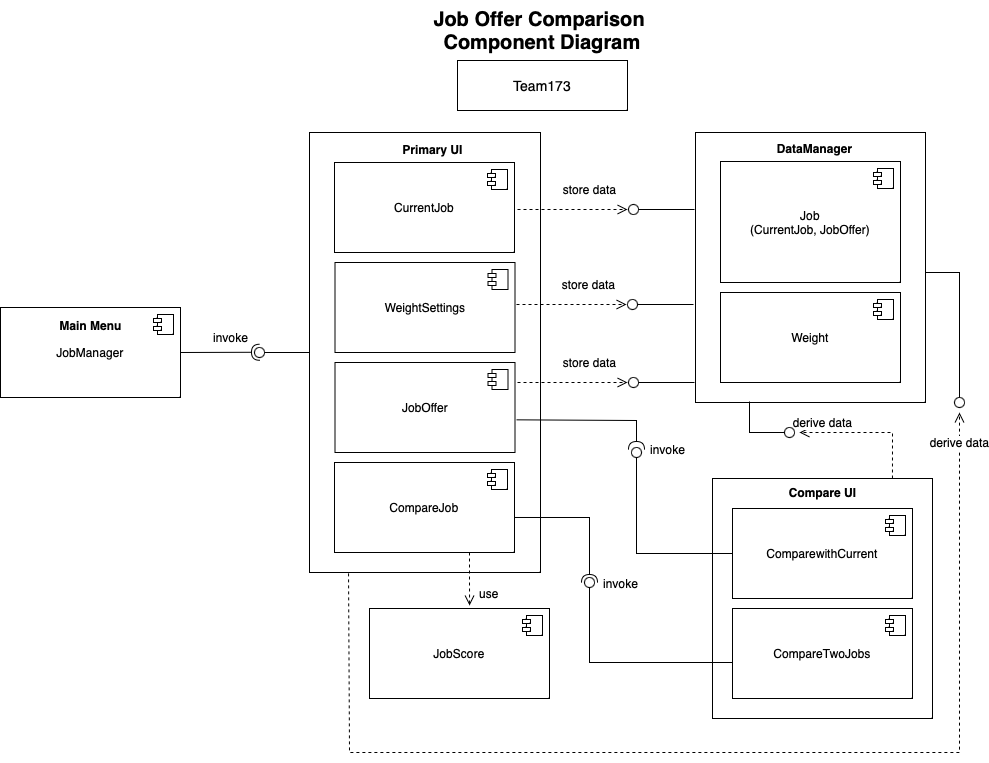 Job Offer Comparison
Component Diagram
Team173
Primary UI
DataManager
CurrentJob
store data
Job
(CurrentJob, JobOffer)
WeightSettings
store data
Weight
Main Menu
JobManager
invoke
store data
JobOffer
derive data
derive data
invoke
CompareJob
Compare UI
ComparewithCurrent
invoke
use
JobScore
CompareTwoJobs